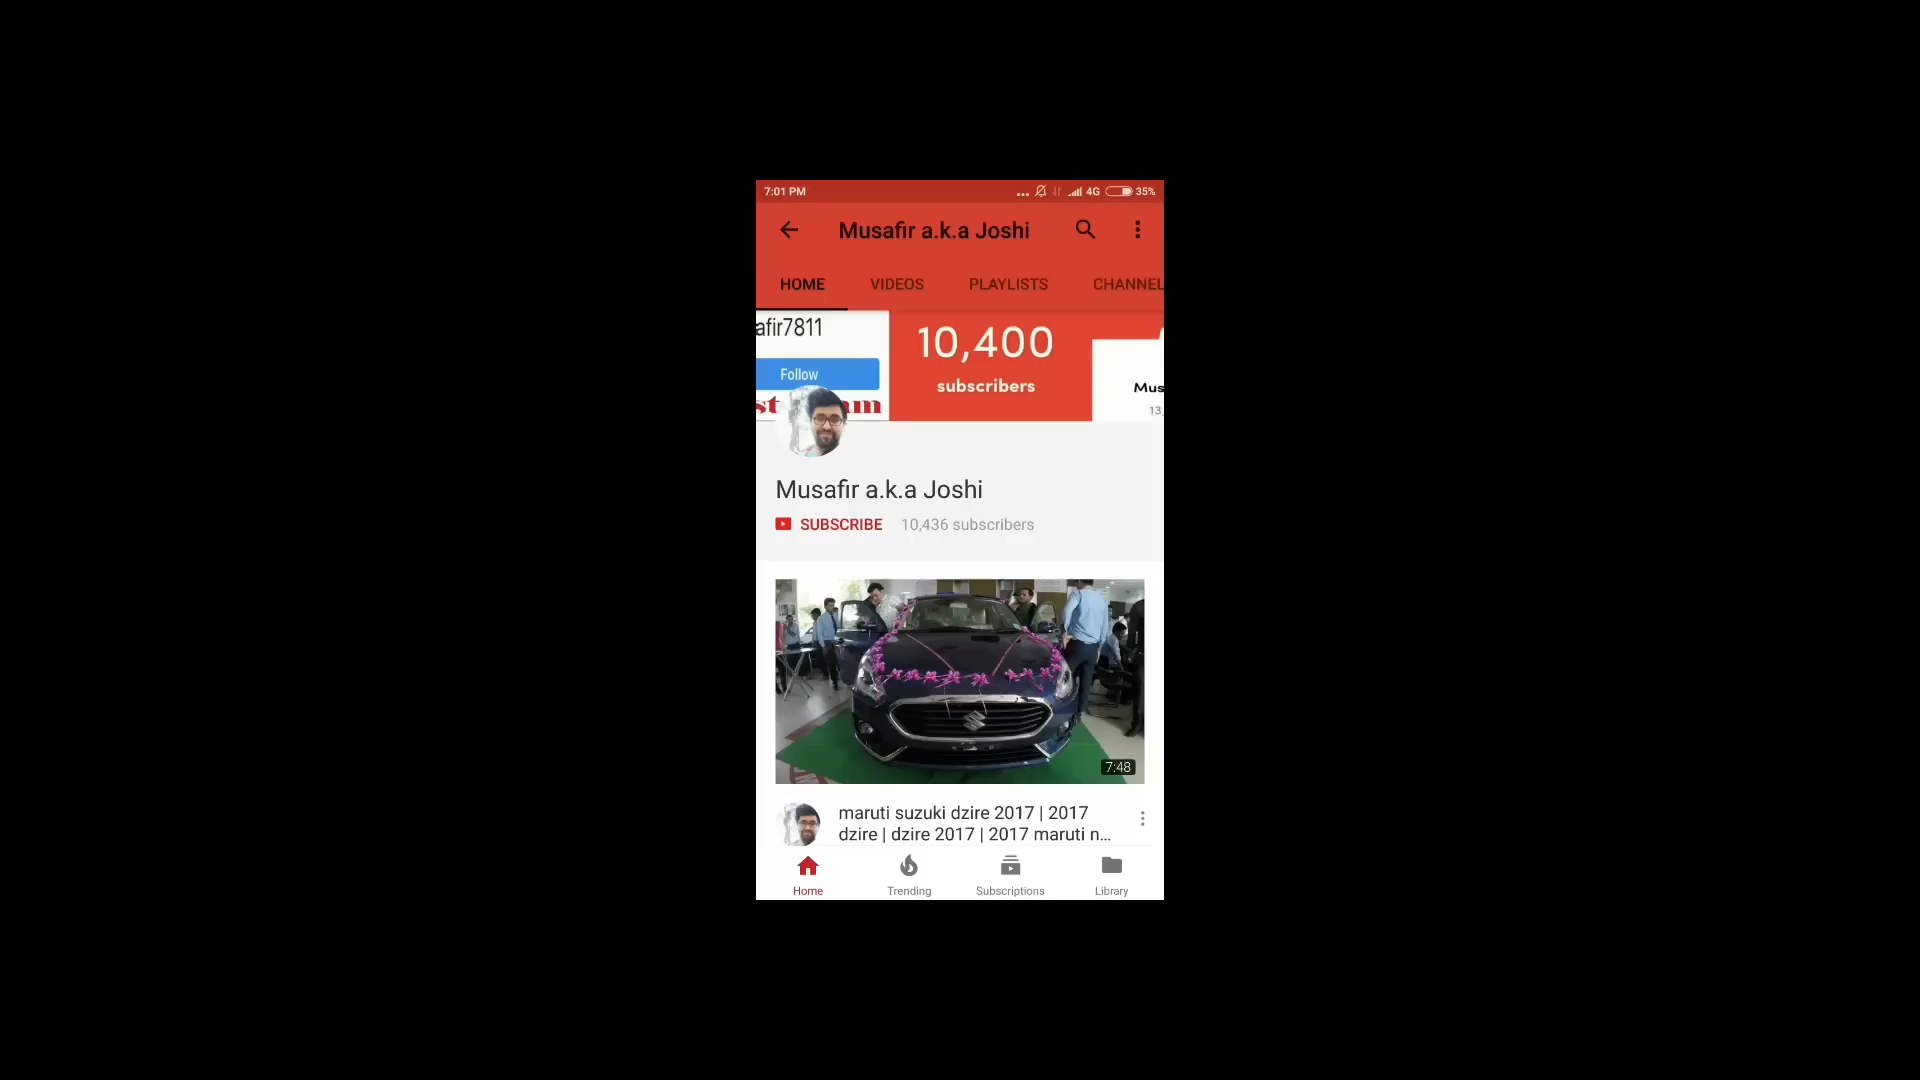 7:01 PM
4G
35%
Musafir a.k.a Joshi
HOME VIDEOS PLAYLISTS CHANNEL
afir7811
Follow
10,400
subscribers
Mus
13,
Musafir a.k.a Joshi
SUBSCRIBE 10,436 subscribers
7:48
maruti suzuki dzire 2017 | 2017
dzire | dzire 2017 | 2017 maruti n...
Home Trending Subscriptions Library